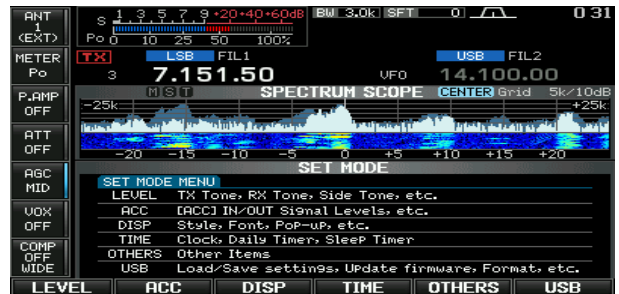 ANT 1 (EXT)
S 1 3 5 7 9 +20+40+60dB
BW 3.0k SFT 0
0 31
Po 0 10 25 50 100%
METER Po
TX LSB FIL1 USB FIL2
3 7.151.50 VFO 14.100.00
P.AMP OFF
M S T SPECTRUM SCOPE CENTER Grid 5k/10dB
-25k +25k
ATT OFF
-20 -15 -10 -5 0 +5 +10 +15 +20
AGC MID
SET MODE
SET MODE MENU
LEVEL TX Tone, RX Tone, Side Tone, etc.
VOX OFF
ACC [ACC] IN/OUT Signal Levels, etc.
DISP Style, Font, Pop-up, etc.
TIME Clock, Daily Timer, Sleep Timer
COMP OFF WIDE
OTHERS Other Items
USB Load/Save settings, Update firmware, Format, etc.
LEVEL ACC DISP TIME OTHERS USB